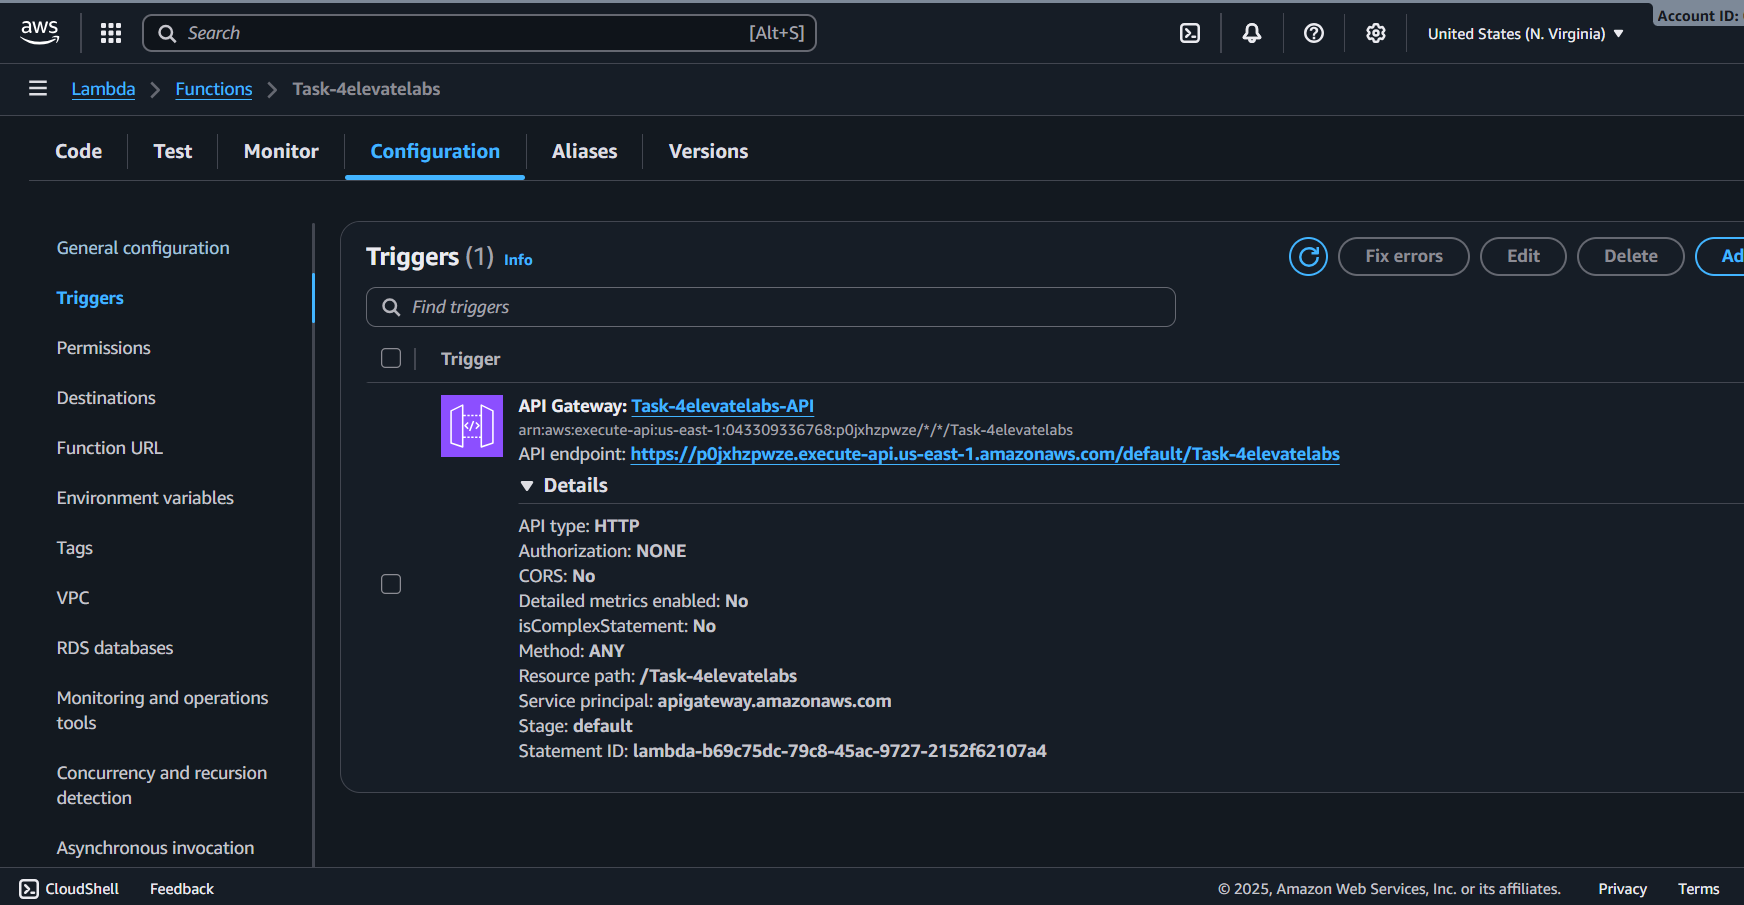 aws
Search [Alt+S]
United States (N. Virginia)
Account ID:
Lambda
Functions
Task-4elevatelabs
Code
Test
Monitor
Configuration
Aliases
Versions
General configuration
Triggers
Permissions
Destinations
Function URL
Environment variables
Tags
VPC
RDS databases
Monitoring and operations
tools
Concurrency and recursion
detection
Asynchronous invocation
Triggers (1) Info
Fix errors
Edit
Delete
Ad
Find triggers
Trigger
API Gateway: Task-4elevatelabs-API
arn:aws:execute-api:us-east-1:043309336768:p0jxhzpwze/*/*/Task-4elevatelabs
API endpoint: https://p0jxhzpwze.execute-api.us-east-1.amazonaws.com/default/Task-4elevatelabs
Details
API type: HTTP
Authorization: NONE
CORS: No
Detailed metrics enabled: No
isComplexStatement: No
Method: ANY
Resource path: /Task-4elevatelabs
Service principal: apigateway.amazonaws.com
Stage: default
Statement ID: lambda-b69c75dc-79c8-45ac-9727-2152f62107a4
CloudShell
Feedback
© 2025, Amazon Web Services, Inc. or its affiliates.
Privacy
Terms